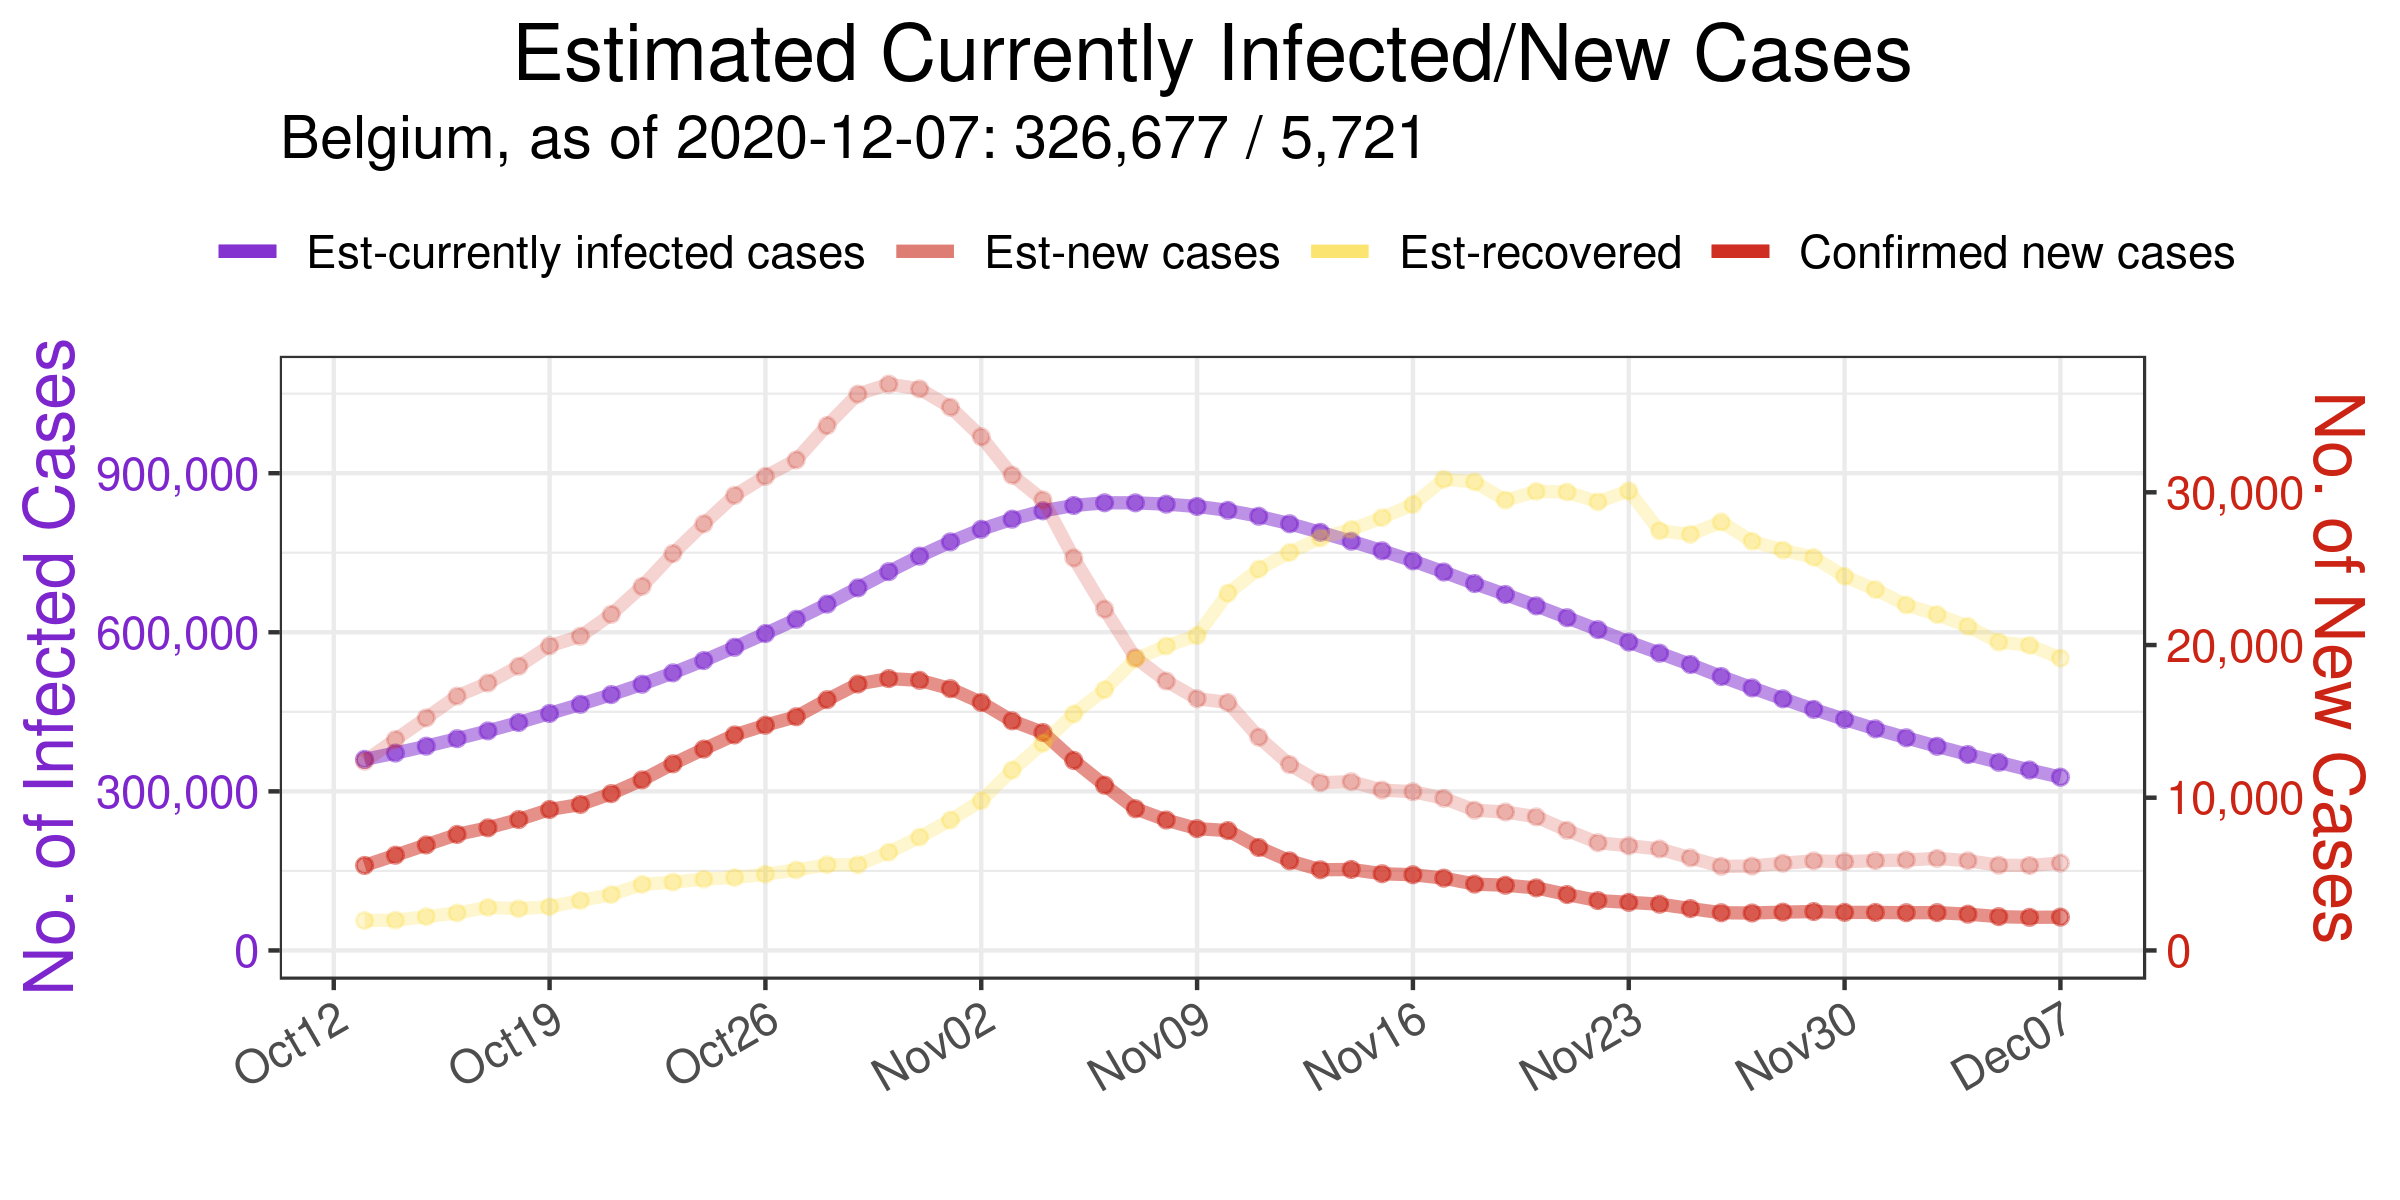 Estimated Currently Infected/New Cases
Belgium, as of 2020-12-07: 326,677 / 5,721
Est-currently infected cases Est-new cases Est-recovered Confirmed new cases
No. of Infected Cases
900,000
600,000
300,000
0
30,000
20,000
10,000
0
No. of New Cases
Oct12 Oct19 Oct26 Nov02 Nov09 Nov16 Nov23 Nov30 Dec07